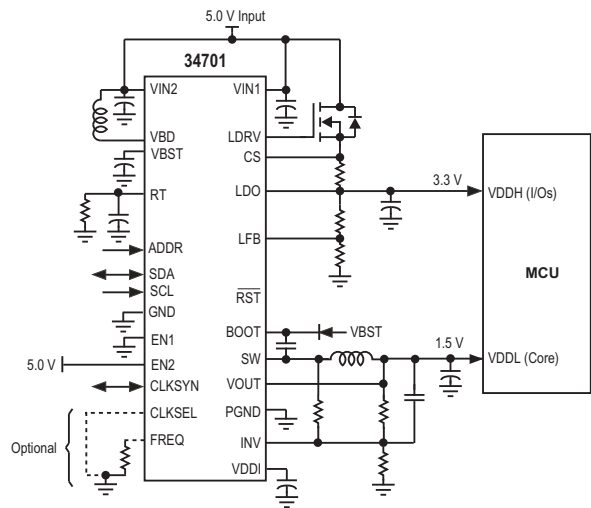 5.0 V Input
34701
VIN2
VIN1
VBD
LDRV
VBST
CS
RT
LDO
3.3 V
VDDH (I/Os)
LFB
ADDR
SDA
SCL
RST
MCU
GND
BOOT
VBST
EN1
5.0 V
EN2
SW
1.5 V
VDDL (Core)
CLKSYN
VOUT
CLKSEL
PGND
Optional
FREQ
INV
VDDI